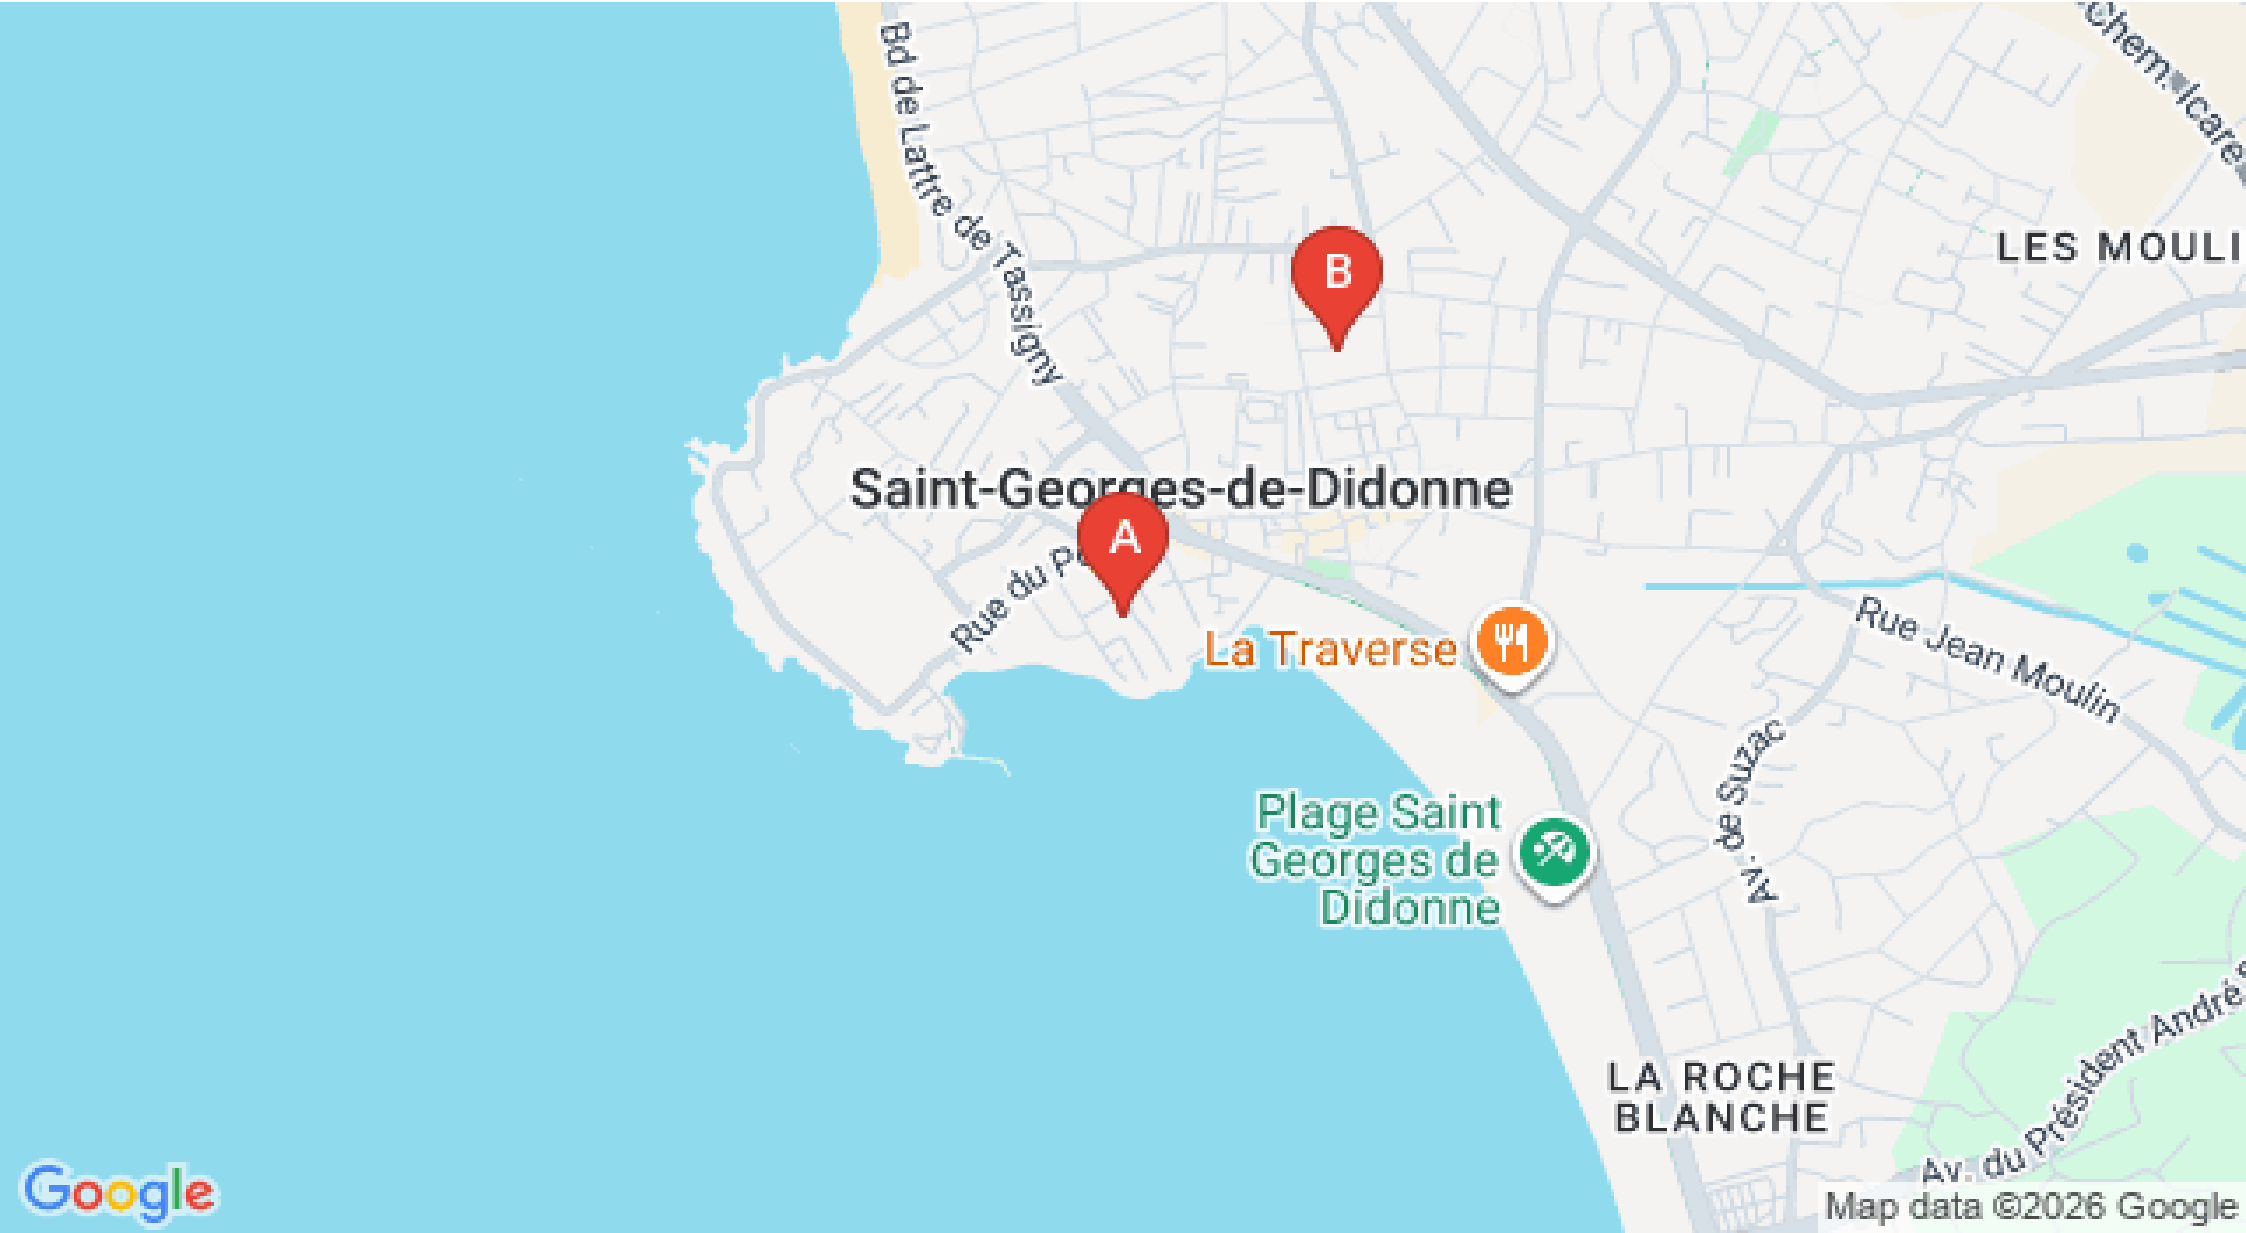 Bd de Lattre de Tassigny
Chem. Icare
LES MOULI
B
Saint-Georges-de-Didonne
A
Rue du
La Traverse
Rue Jean Moulin
Av. de Suzac
Plage Saint
Georges de
Didonne
LA ROCHE
BLANCHE
Av. du Président André
Google
Map data ©2026 Google